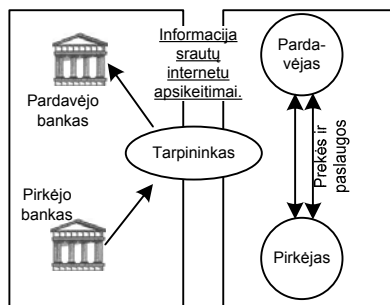 Informacija
srautų
internetu
apsikeitimai.
Pardavėjo
bankas
Tarpininkas
Pirkėjo
bankas
Parda-
vėjas
Prekės ir
paslaugos
Pirkėjas